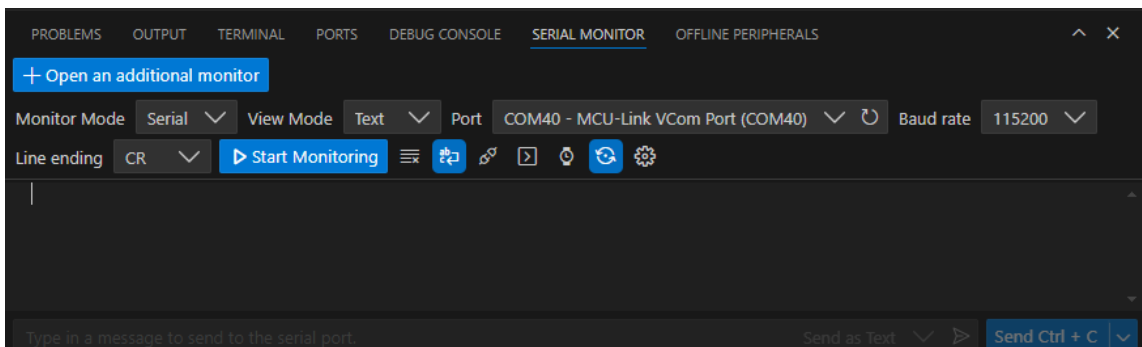 PROBLEMS OUTPUT TERMINAL PORTS DEBUG CONSOLE SERIAL MONITOR OFFLINE PERIPHERALS
+ Open an additional monitor
Monitor Mode Serial View Mode Text Port COM40 - MCU-Link VCom Port (COM40) Baud rate 115200
Line ending CR Start Monitoring
Type in a message to send to the serial port. Send as Text Send Ctrl + C